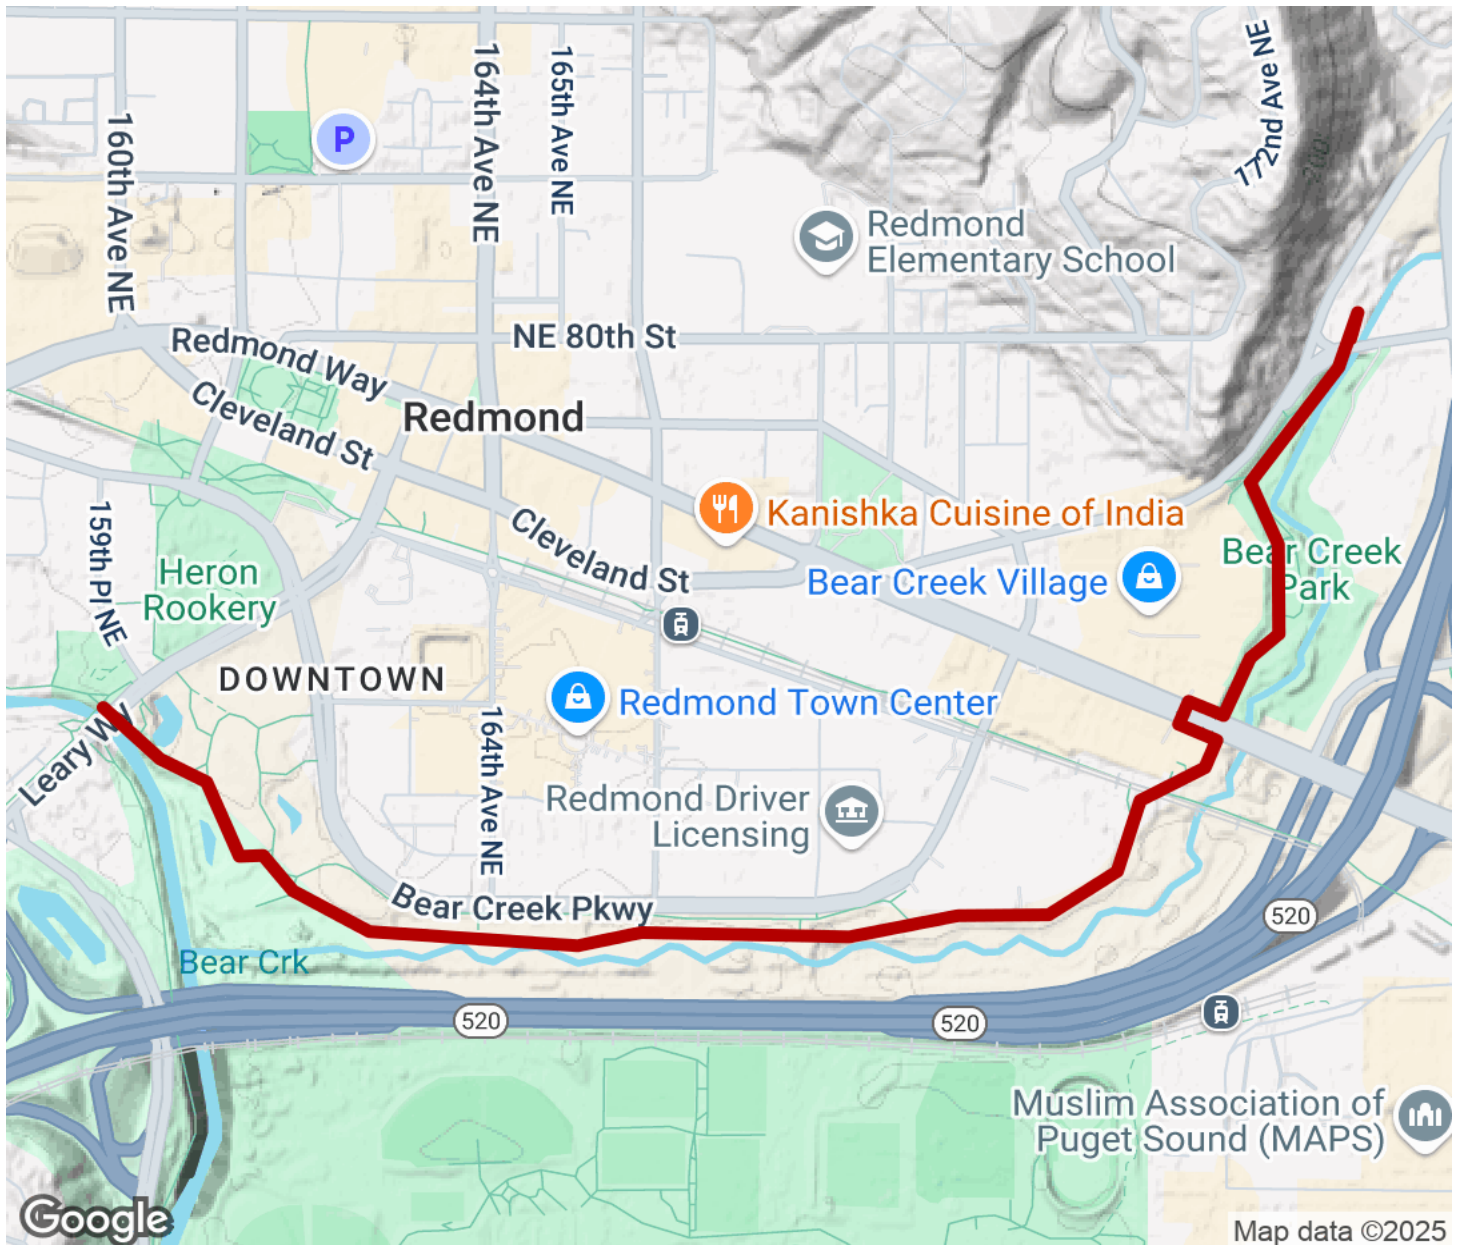 160th Ave NE
164th Ave NE
165th Ave NE
172nd Ave NE
P
Redmond
Elementary School
NE 80th St
Redmond Way
Cleveland St
Redmond
159th Pl NE
Kanishka Cuisine of India
Cleveland St
Bear Creek
Park
Heron
Rookery
Bear Creek Village
DOWNTOWN
Redmond Town Center
Leary W
164th Ave NE
Redmond Driver
Licensing
Bear Creek Pkwy
520
Bear Crk
520
520
Muslim Association of
Puget Sound (MAPS)
Google
Map data ©2025